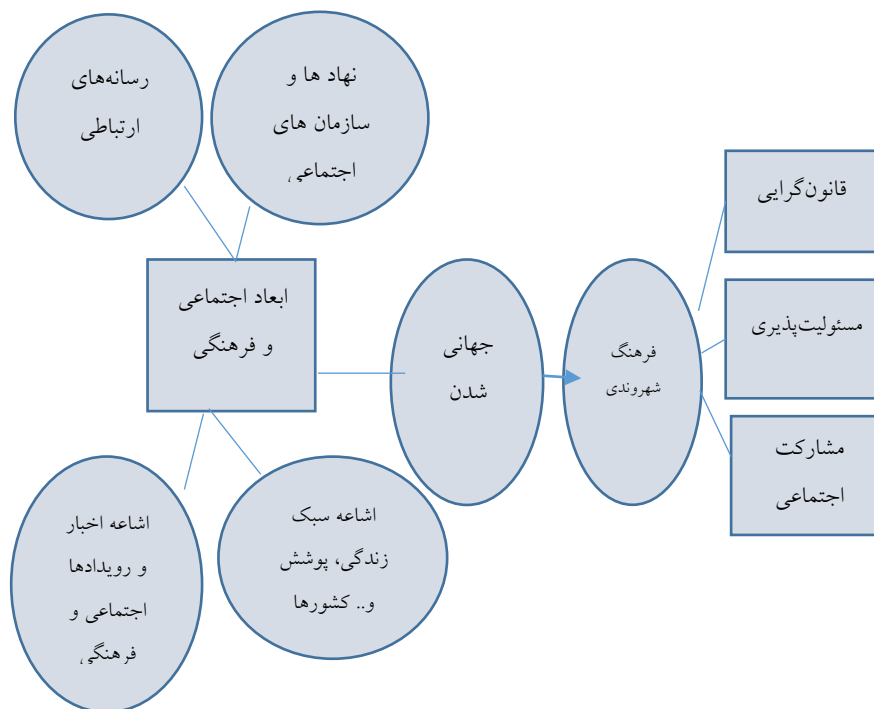 رسانه‌های
ارتباطی
نهاد ها و
سازمان های
اجتماعی
قانون‌گرایی
ابعاد اجتماعی
و فرهنگی
جهانی
شدن
فرهنگ
شهروندی
مسئولیت‌پذیری
مشارکت
اجتماعی
اشاعه اخبار
و رویدادها
اجتماعی و
فرهنگی
اشاعه سبک
زندگی، پوشش
و.. کشورها